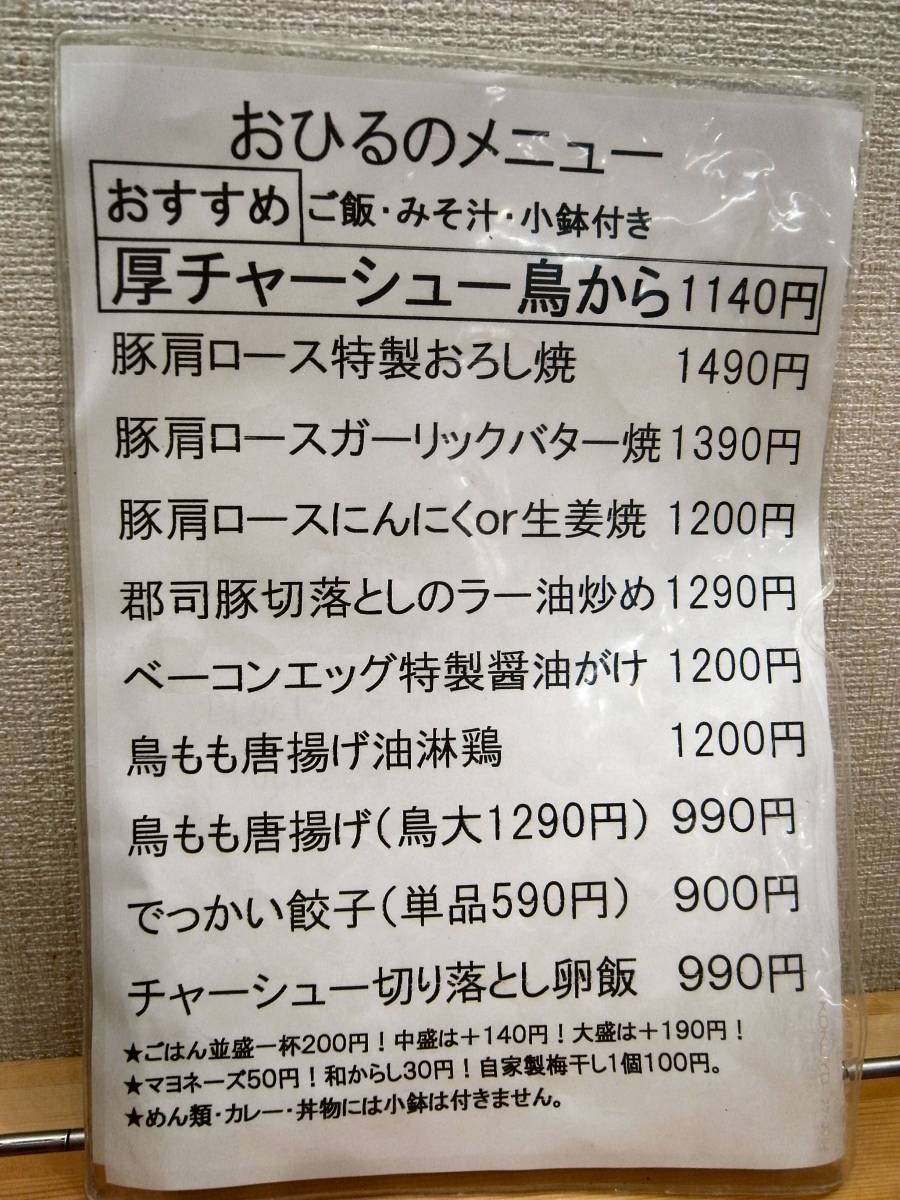 おひるのメニュー
おすすめ ご飯・みそ汁・小鉢付き
厚チャーシュー鳥から1140円
豚肩ロース特製おろし焼 1490円
豚肩ロースガーリックバター焼1390円
豚肩ロースにんにくor生姜焼 1200円
郡司豚切落としのラー油炒め1290円
ベーコンエッグ特製醤油がけ 1200円
鳥もも唐揚げ油淋鶏 1200円
鳥もも唐揚げ(鳥大1290円) 990円
でっかい餃子(単品590円) 900円
チャーシュー切り落とし卵飯 990円
★ごはん並盛一杯200円!中盛は+140円!大盛は+190円!
★マヨネーズ50円!和からし30円!自家製梅干し1個100円。
★めん類・カレー・丼物には小鉢は付きません。